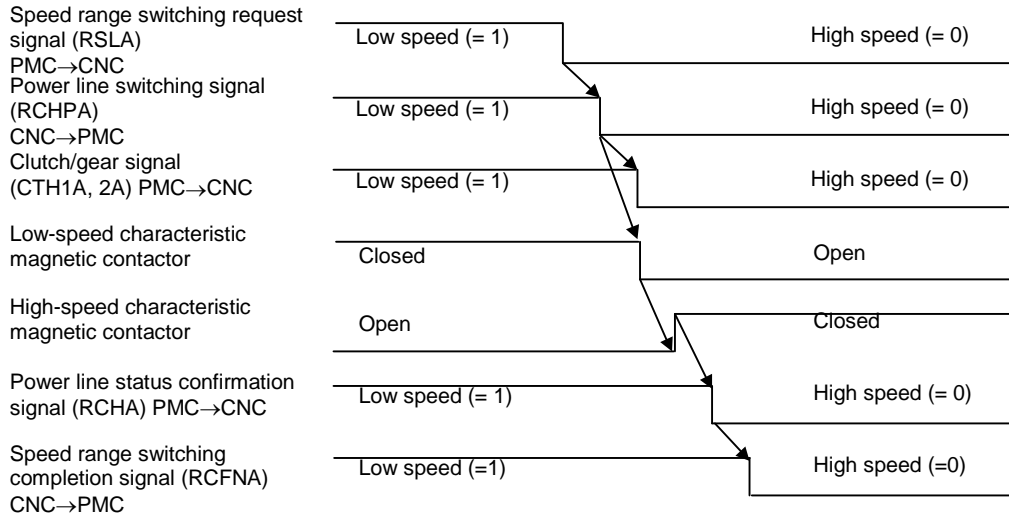 Speed range switching request
signal (RSLA)
PMC→CNC
Low speed (= 1)
High speed (= 0)
Power line switching signal
(RCHPA)
CNC→PMC
Low speed (= 1)
High speed (= 0)
Clutch/gear signal
(CTH1A, 2A) PMC→CNC
Low speed (= 1)
High speed (= 0)
Low-speed characteristic
magnetic contactor
Closed
Open
High-speed characteristic
magnetic contactor
Open
Closed
Power line status confirmation
signal (RCHA) PMC→CNC
Low speed (= 1)
High speed (= 0)
Speed range switching
completion signal (RCFNA)
CNC→PMC
Low speed (=1)
High speed (=0)